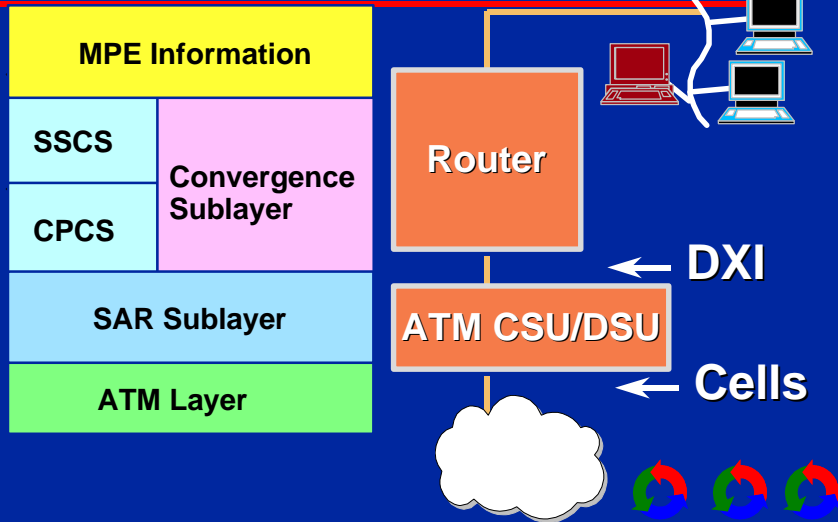 MPE Information
SSCS
Convergence
Sublayer
CPCS
SAR Sublayer
ATM Layer
Router
DXI
ATM CSU/DSU
Cells